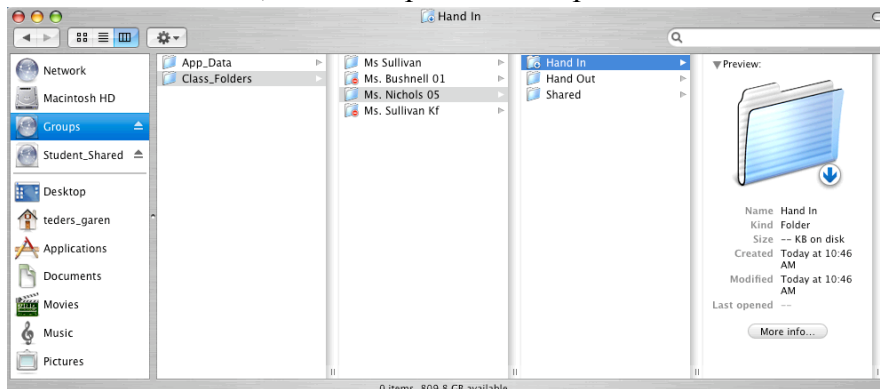 Hand In
Network
Macintosh HD
Groups
Student_Shared
Desktop
teders_garen
Applications
Documents
Movies
Music
Pictures
App_Data
Class_Folders
Ms Sullivan
Ms. Bushnell 01
Ms. Nichols 05
Ms. Sullivan Kf
Hand In
Hand Out
Shared
Preview:
Name Hand In
Kind Folder
Size -- KB on disk
Created Today at 10:46
AM
Modified Today at 10:46
AM
Last opened --
More info...
0 items, 809.8 GB available